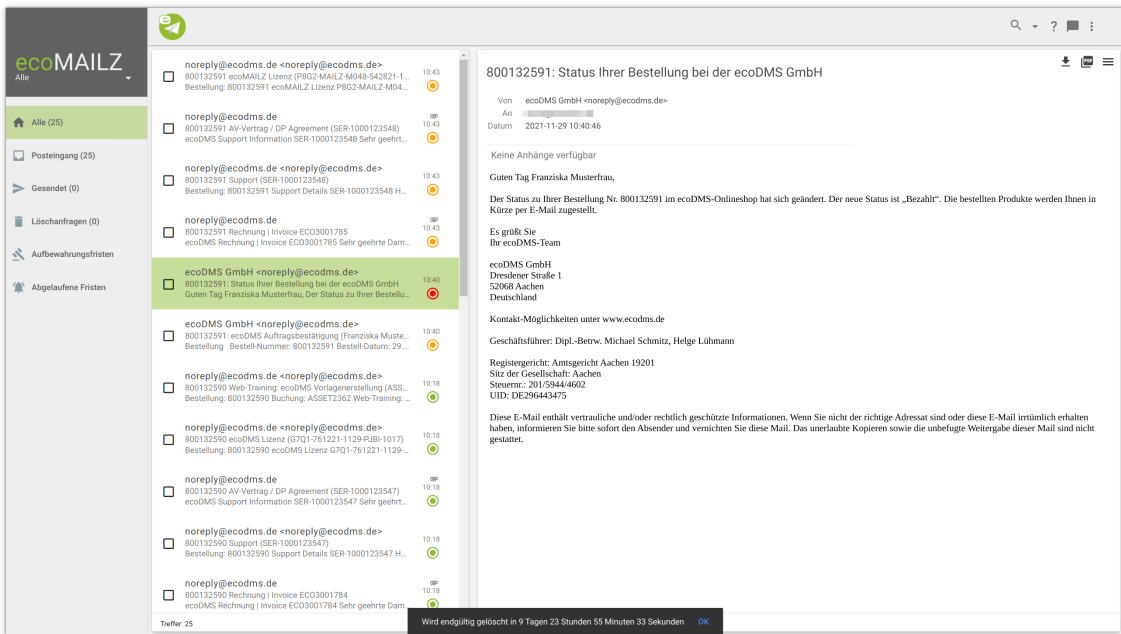 ecoMAILZ
Alle
Alle (25)
Posteingang (25)
Gesendet (0)
Löschanfragen (0)
Aufbewahrungsfristen
Abgelaufene Fristen
noreply@ecodms.de <noreply@ecodms.de>
800132591 ecoMAILZ Lizenz (P8G2-MAILZ-M048-542821-1...
10:43
Bestellung: 800132591 ecoMAILZ Lizenz P8G2-MAILZ-M04...
noreply@ecodms.de
800132591 AV-Vertrag / DP Agreement (SER-1000123548)
10:43
ecoDMS Support Information SER-1000123548 Sehr geehrt...
noreply@ecodms.de <noreply@ecodms.de>
800132591 Support (SER-1000123548)
10:43
Bestellung: 800132591 Support Details SER-1000123548 H...
noreply@ecodms.de
800132591 Rechnung | Invoice ECO3001785
10:43
ecoDMS Rechnung | Invoice ECO3001785 Sehr geehrte Dam...
ecoDMS GmbH <noreply@ecodms.de>
800132591: Status Ihrer Bestellung bei der ecoDMS GmbH
10:40
Guten Tag Franziska Musterfrau, Der Status zu Ihrer Bestellu...
ecoDMS GmbH <noreply@ecodms.de>
800132591: ecoDMS Auftragsbestätigung (Franziska Muste...
10:40
Bestellung Bestell-Nummer: 800132591 Bestell-Datum: 29....
noreply@ecodms.de <noreply@ecodms.de>
800132590 Web-Training: ecoDMS Vorlagenerstellung (ASS...
10:18
Bestellung: 800132590 Buchung: ASSET2362 Web-Training: ...
noreply@ecodms.de <noreply@ecodms.de>
800132590 ecoDMS Lizenz (G7Q1-761221-1129-PJBI-1017)
10:18
Bestellung: 800132590 ecoDMS Lizenz G7Q1-761221-1129-...
noreply@ecodms.de
800132590 AV-Vertrag / DP Agreement (SER-1000123547)
10:18
ecoDMS Support Information SER-1000123547 Sehr geehrt...
noreply@ecodms.de <noreply@ecodms.de>
800132590 Support (SER-1000123547)
10:18
Bestellung: 800132590 Support Details SER-1000123547 H...
noreply@ecodms.de
800132590 Rechnung | Invoice ECO3001784
10:18
ecoDMS Rechnung | Invoice ECO3001784 Sehr geehrte Dam...
Treffer: 25
PDF
800132591: Status Ihrer Bestellung bei der ecoDMS GmbH
Von ecoDMS GmbH <noreply@ecodms.de>
An
Datum 2021-11-29 10:40:46
Keine Anhänge verfügbar
Guten Tag Franziska Musterfrau,
Der Status zu Ihrer Bestellung Nr. 800132591 im ecoDMS-Onlineshop hat sich geändert. Der neue Status ist „Bezahlt“. Die bestellten Produkte werden Ihnen in
Kürze per E-Mail zugestellt.
Es grüßt Sie
Ihr ecoDMS-Team
ecoDMS GmbH
Dresdener Straße 1
52068 Aachen
Deutschland
Kontakt-Möglichkeiten unter www.ecodms.de
Geschäftsführer: Dipl.-Betrw. Michael Schmitz, Helge Lühmann
Registergericht: Amtsgericht Aachen 19201
Sitz der Gesellschaft: Aachen
Steuernr.: 201/5944/4602
UID: DE296443475
Diese E-Mail enthält vertrauliche und/oder rechtlich geschützte Informationen. Wenn Sie nicht der richtige Adressat sind oder diese E-Mail irrtümlich erhalten
haben, informieren Sie bitte sofort den Absender und vernichten Sie diese Mail. Das unerlaubte Kopieren sowie die unbefugte Weitergabe dieser Mail sind nicht
gestattet.
Wird endgültig gelöscht in 9 Tagen 23 Stunden 55 Minuten 33 Sekunden OK